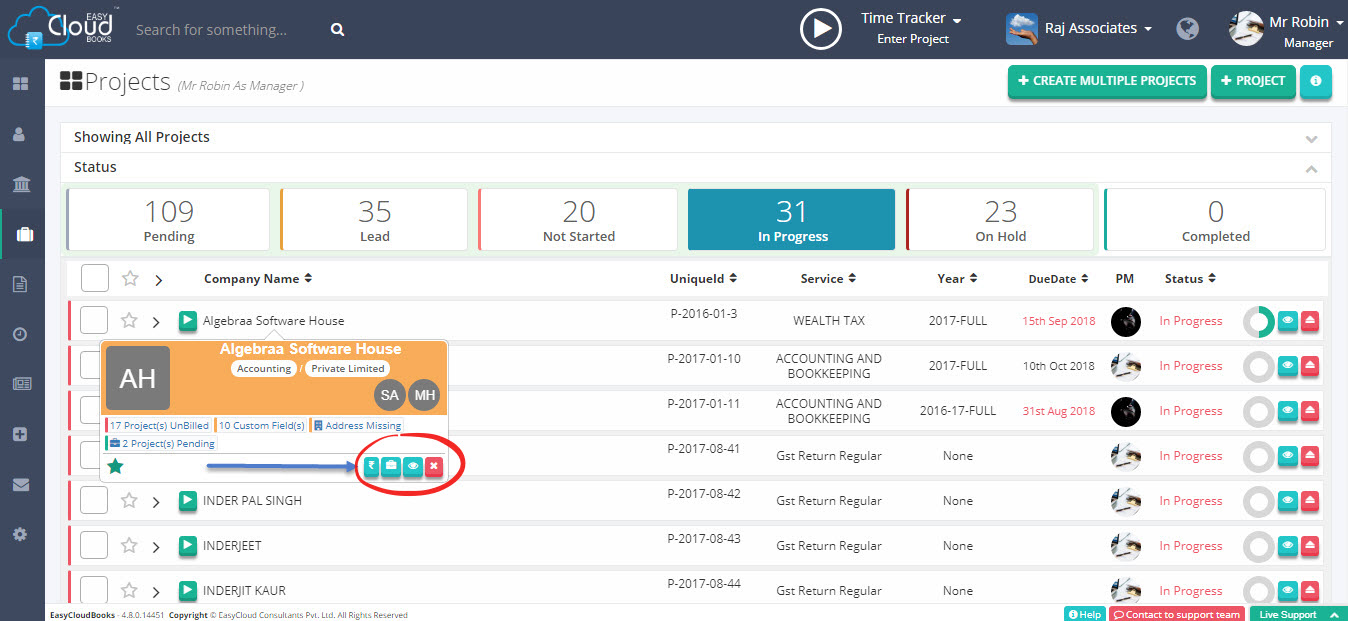 EASY
Cloud
BOOKS
™
Search for something...
Time Tracker
Enter Project
Raj Associates
Mr Robin
Manager
Projects (Mr Robin As Manager )
+ CREATE MULTIPLE PROJECTS
+ PROJECT
Showing All Projects
Status
109
Pending
35
Lead
20
Not Started
31
In Progress
23
On Hold
0
Completed
Company Name UniqueId Service Year DueDate PM Status
Algebraa Software House P-2016-01-3 WEALTH TAX 2017-FULL 15th Sep 2018 In Progress
P-2017-01-10 ACCOUNTING AND BOOKKEEPING 2017-FULL 10th Oct 2018 In Progress
P-2017-01-11 ACCOUNTING AND BOOKKEEPING 2016-17-FULL 31st Aug 2018 In Progress
P-2017-08-41 Gst Return Regular None In Progress
AH
Algebraa Software House
Accounting / Private Limited
SA MH
17 Project(s) UnBilled 10 Custom Field(s) Address Missing
2 Project(s) Pending
₹
INDER PAL SINGH P-2017-08-42 Gst Return Regular None In Progress
INDERJEET P-2017-08-43 Gst Return Regular None In Progress
INDERJIT KAUR P-2017-08-44 Gst Return Regular None In Progress
EasyCloudBooks - 4.8.0.14451 Copyright © EasyCloud Consultants Pvt. Ltd. All Rights Reserved
Help
Contact to support team
Live Support